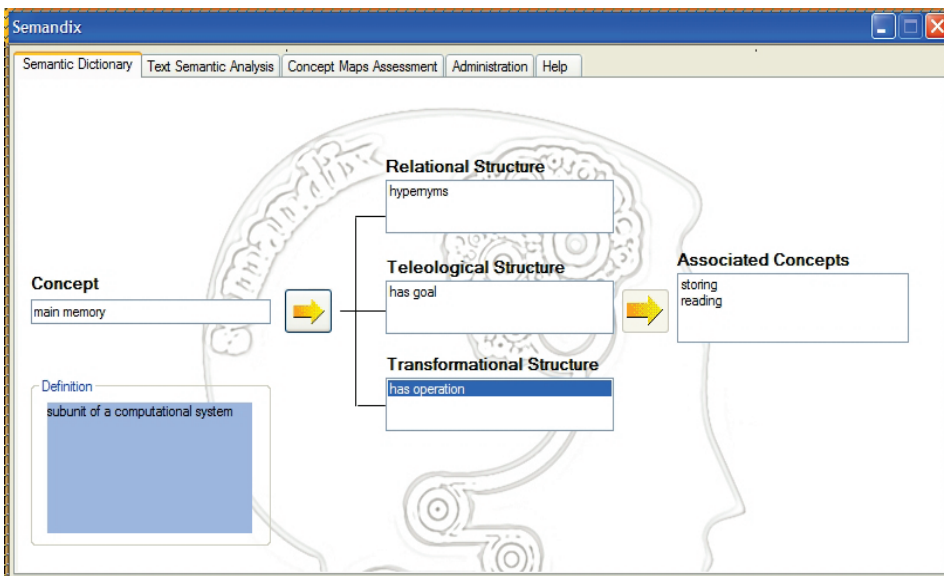 Semandix
Semantic Dictionary Text Semantic Analysis Concept Maps Assessment Administration Help
Relational Structure
hypernyms
Teleological Structure
has goal
Associated Concepts
storing
reading
Concept
main memory
Transformational Structure
has operation
Definition
subunit of a computational system
Semandix